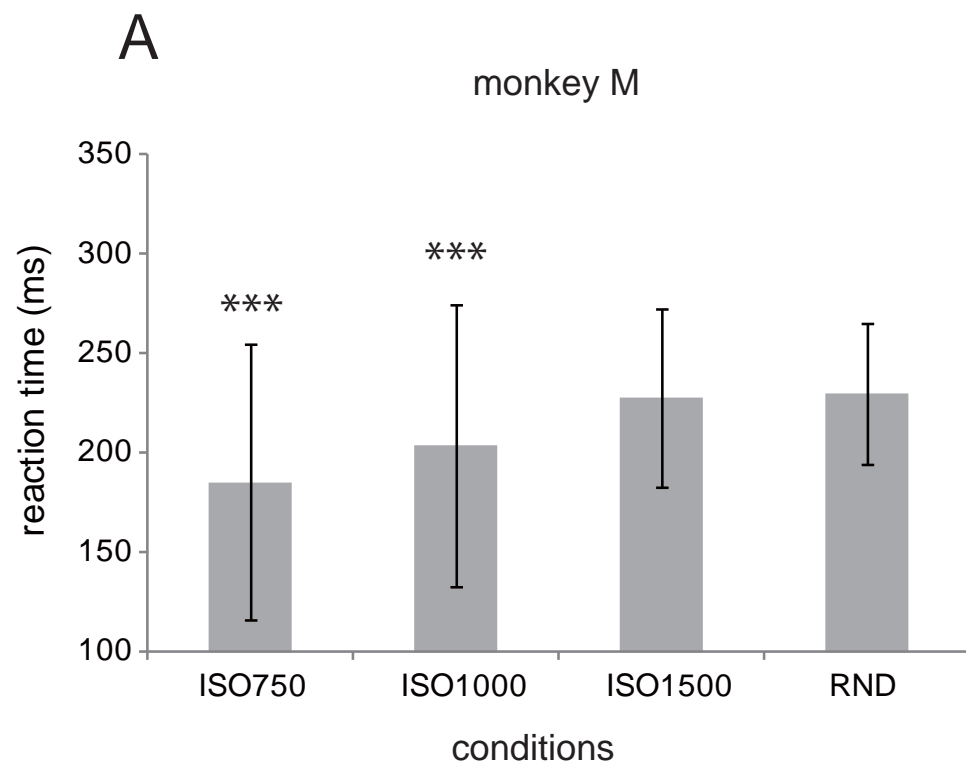 A
monkey M
350
300
250
200
150
100
reaction time (ms)
***
***
ISO750
ISO1000
ISO1500
RND
conditions